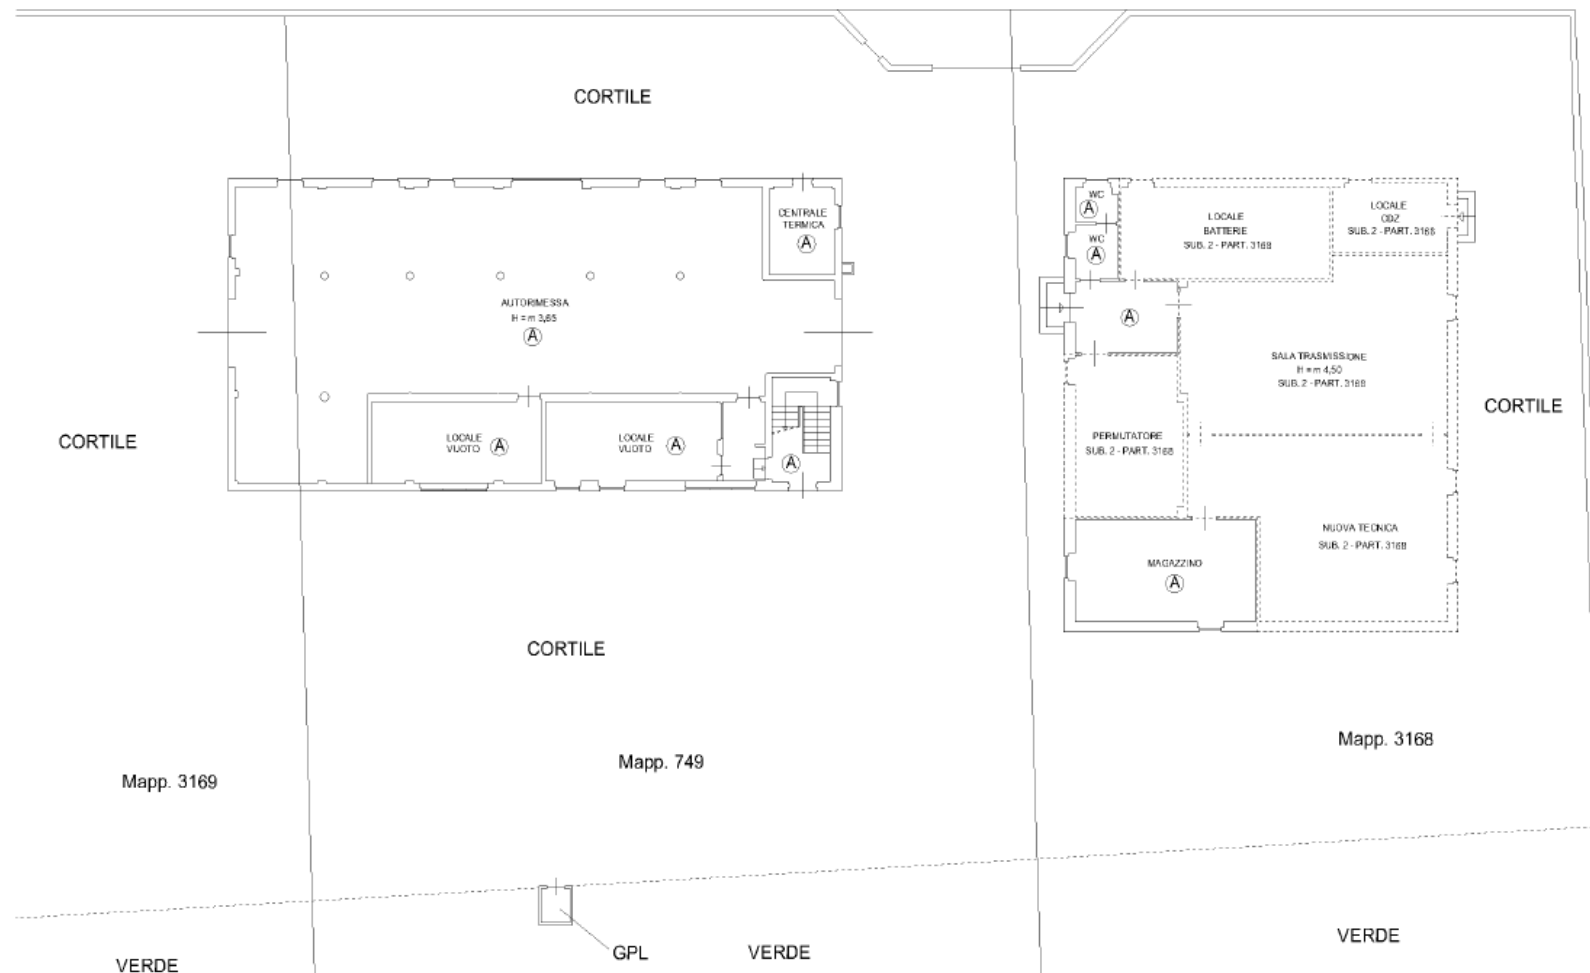 CORTILE
CENTRALE
TERMICA
A
AUTORIMESSA
H = m 3,65
A
LOCALE
VUOTO
A
LOCALE
VUOTO
A
A
WC
A
WC
A
LOCALE
BATTERIE
SUB. 2 - PART. 3168
LOCALE
CDZ
SUB. 2 - PART. 3168
A
SALA TRASMISSIONE
H = m 4,50
SUB. 2 - PART. 3168
PERMUTATORE
SUB. 2 - PART. 3168
NUOVA TECNICA
SUB. 2 - PART. 3168
MAGAZZINO
A
CORTILE
CORTILE
CORTILE
Mapp. 3169
Mapp. 749
Mapp. 3168
VERDE
GPL
VERDE
VERDE